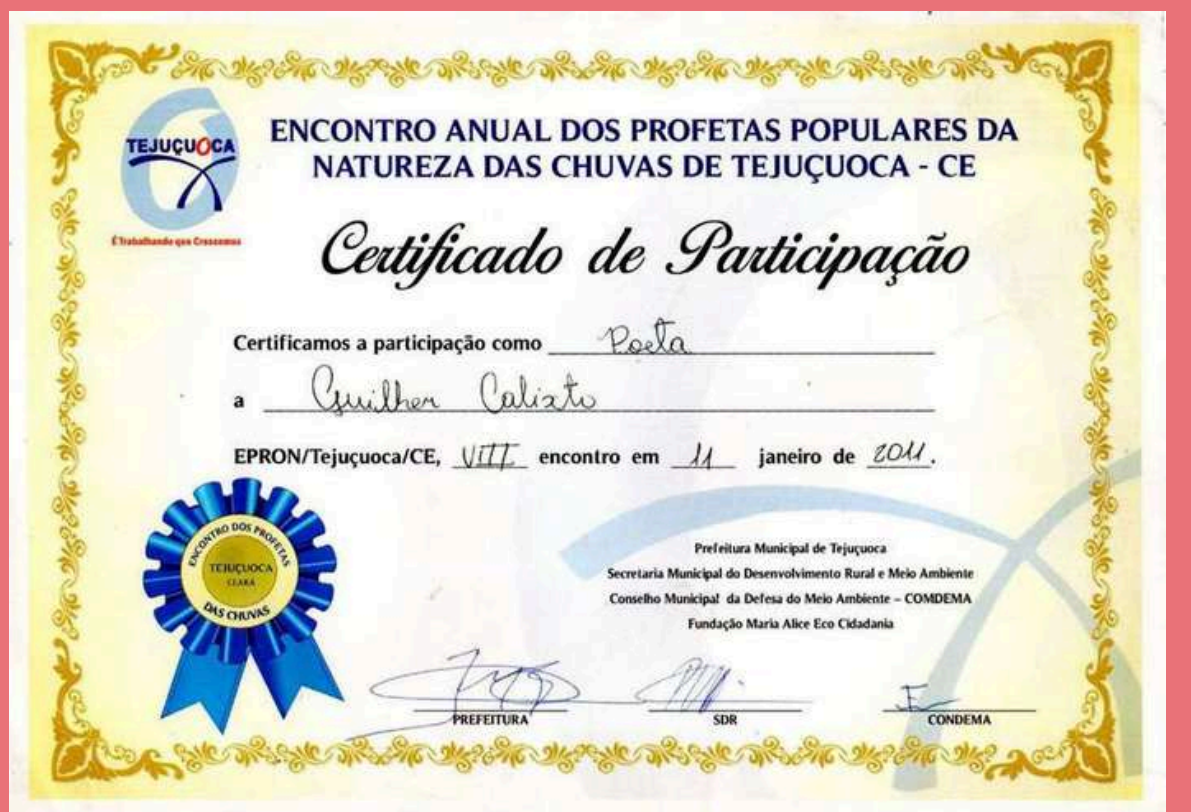 TEJUÇUOCA
É Trabalhando que Crescemos
ENCONTRO ANUAL DOS PROFETAS POPULARES DA
NATUREZA DAS CHUVAS DE TEJUÇUOCA - CE
Certificado de Participação
Certificamos a participação como Poeta
a Guilher Calixto
EPRON/Tejuçuoca/CE, VIII encontro em 11 janeiro de 2011.
ENCONTRO DOS PROFETAS
TEJUÇUOCA
CEARÁ
DAS CHUVAS
Prefeitura Municipal de Tejuçuoca
Secretaria Municipal do Desenvolvimento Rural e Meio Ambiente
Conselho Municipal da Defesa do Meio Ambiente – COMDEMA
Fundação Maria Alice Eco Cidadania
PREFEITURA SDR CONDEMA